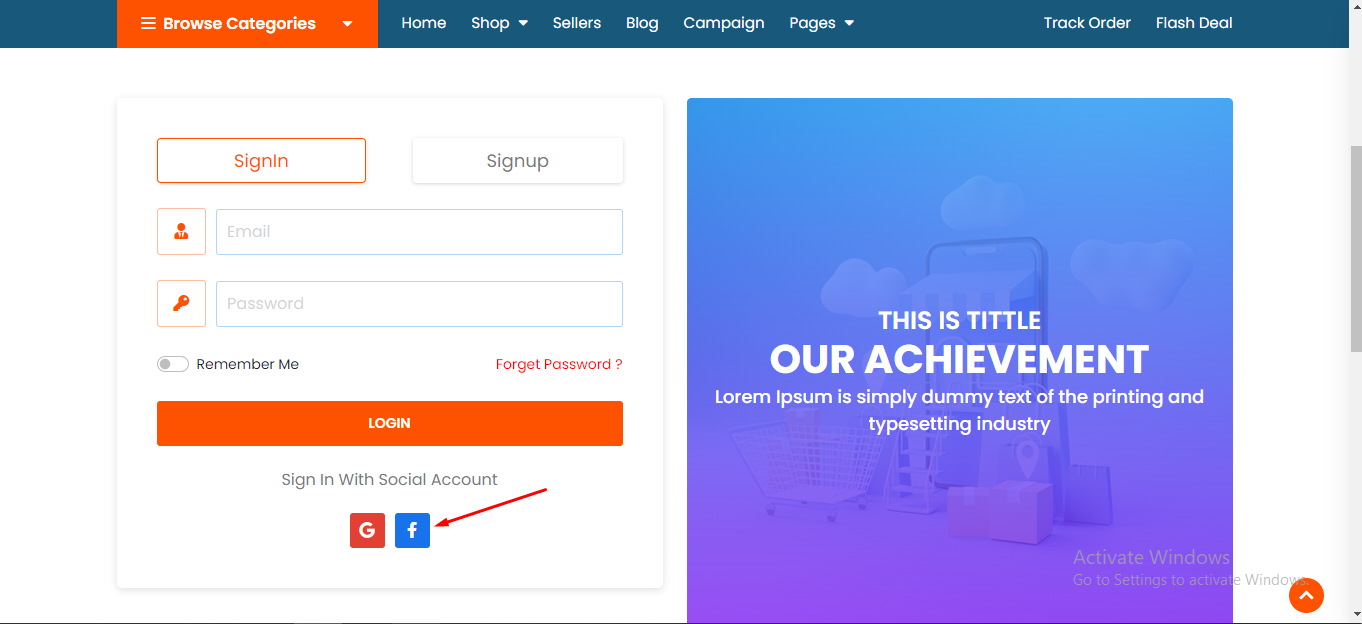 Browse Categories
Home Shop Sellers Blog Campaign Pages Track Order Flash Deal
SignIn Signup
Email
Password
Remember Me Forget Password ?
LOGIN
Sign In With Social Account
G f
THIS IS TITTLE
OUR ACHIEVEMENT
Lorem Ipsum is simply dummy text of the printing and
typesetting industry
Activate Windows
Go to Settings to activate Windows.